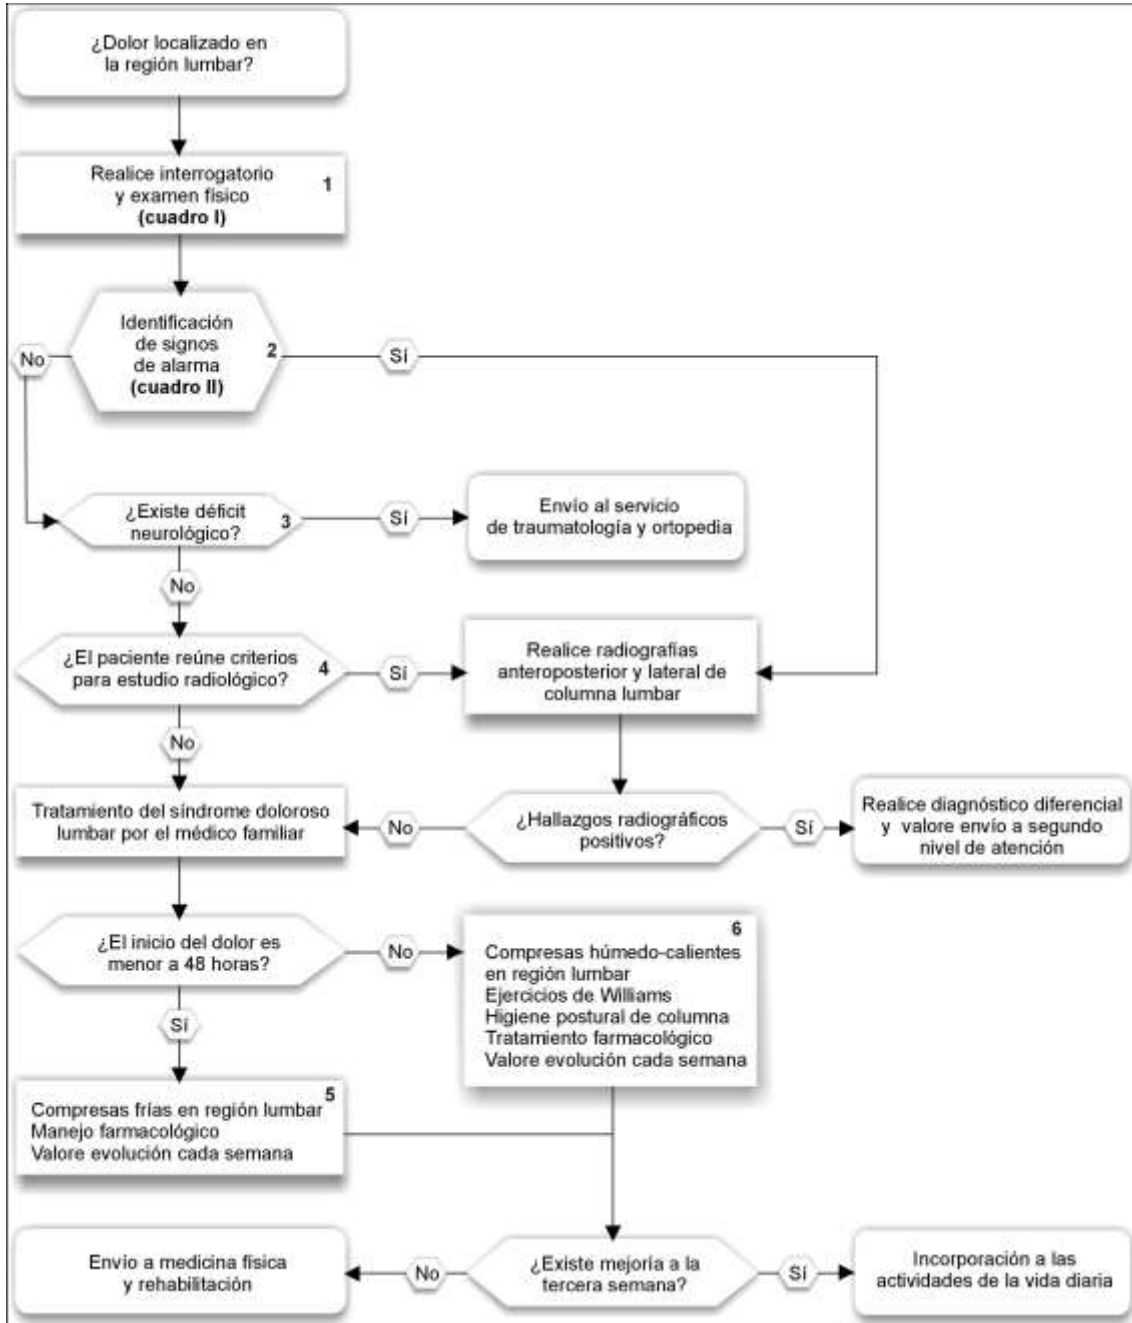 ¿Dolor localizado en
la región lumbar?
Realice interrogatorio
y examen físico
(cuadro I)
1
Identificación
de signos
de alarma
(cuadro II)
2
No
Sí
¿Existe déficit
neurológico?
3
Sí
Envío al servicio
de traumatología y ortopedia
No
¿El paciente reúne criterios
para estudio radiológico?
4
Sí
Realice radiografías
anteroposterior y lateral de
columna lumbar
No
Tratamiento del síndrome doloroso
lumbar por el médico familiar
No
¿Hallazgos radiográficos
positivos?
Sí
Realice diagnóstico diferencial
y valore envío a segundo
nivel de atención
¿El inicio del dolor es
menor a 48 horas?
No
6
Compresas húmedo-calientes
en región lumbar
Ejercicios de Williams
Higiene postural de columna
Tratamiento farmacológico
Valore evolución cada semana
Sí
5
Compresas frías en región lumbar
Manejo farmacológico
Valore evolución cada semana
Envío a medicina física
y rehabilitación
No
¿Existe mejoría a la
tercera semana?
Sí
Incorporación a las
actividades de la vida diaria